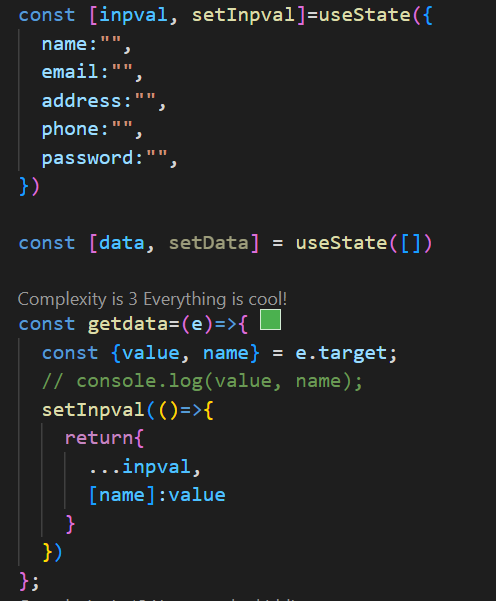 const [inpval, setInpval]=useState({
name:"",
email:"",
address:"",
phone:"",
password:"",
})
const [data, setData] = useState([])
Complexity is 3 Everything is cool!
const getdata=(e)=>{
const {value, name} = e.target;
// console.log(value, name);
setInpval(()=>{
return{
...inpval,
[name]:value
}
})
};